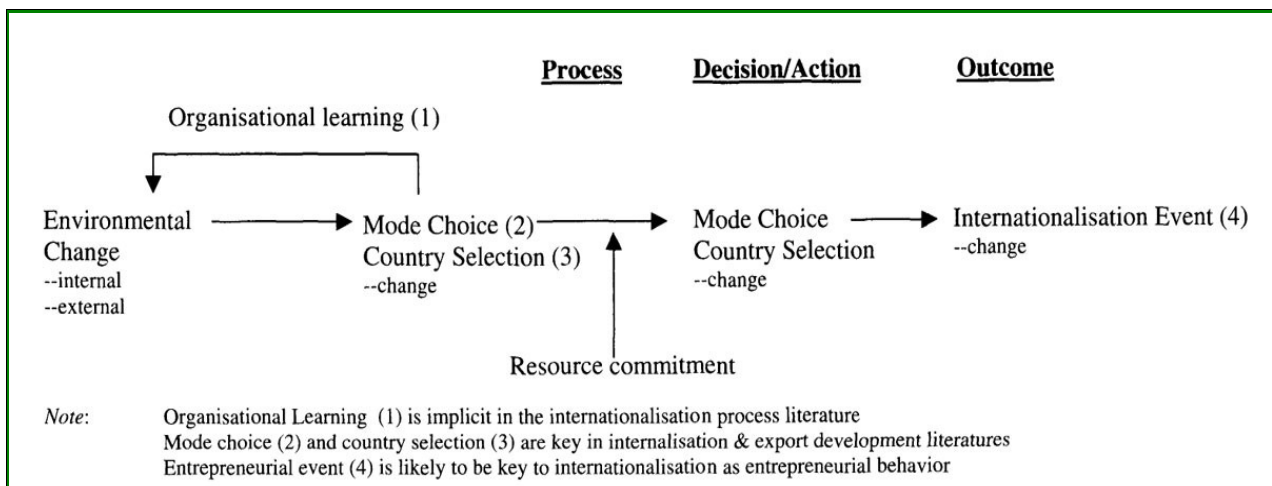 Process Decision/Action Outcome
Organisational learning (1)
Environmental Change
--internal
--external
Mode Choice (2)
Country Selection (3)
--change
Mode Choice
Country Selection
--change
Internationalisation Event (4)
--change
Resource commitment
Note: Organisational Learning (1) is implicit in the internationalisation process literature
Mode choice (2) and country selection (3) are key in internalisation & export development literatures
Entrepreneurial event (4) is likely to be key to internationalisation as entrepreneurial behavior